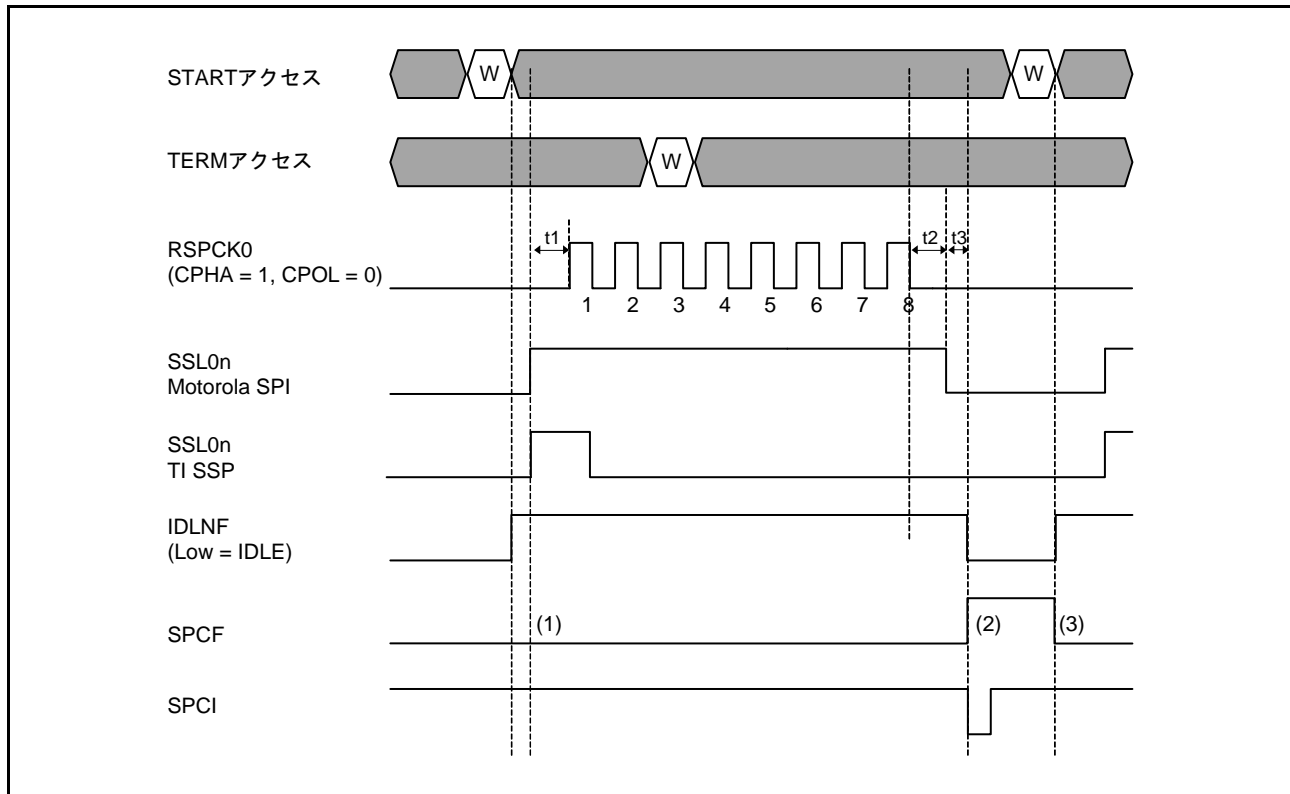 STARTアクセス
W
W
TERMアクセス
W
RSPCK0
(CPHA = 1, CPOL = 0)
t1
t2
t3
1 2 3 4 5 6 7 8
SSL0n
Motorola SPI
SSL0n
TI SSP
IDLNF
(Low = IDLE)
SPCF
(1)
(2)
(3)
SPCI